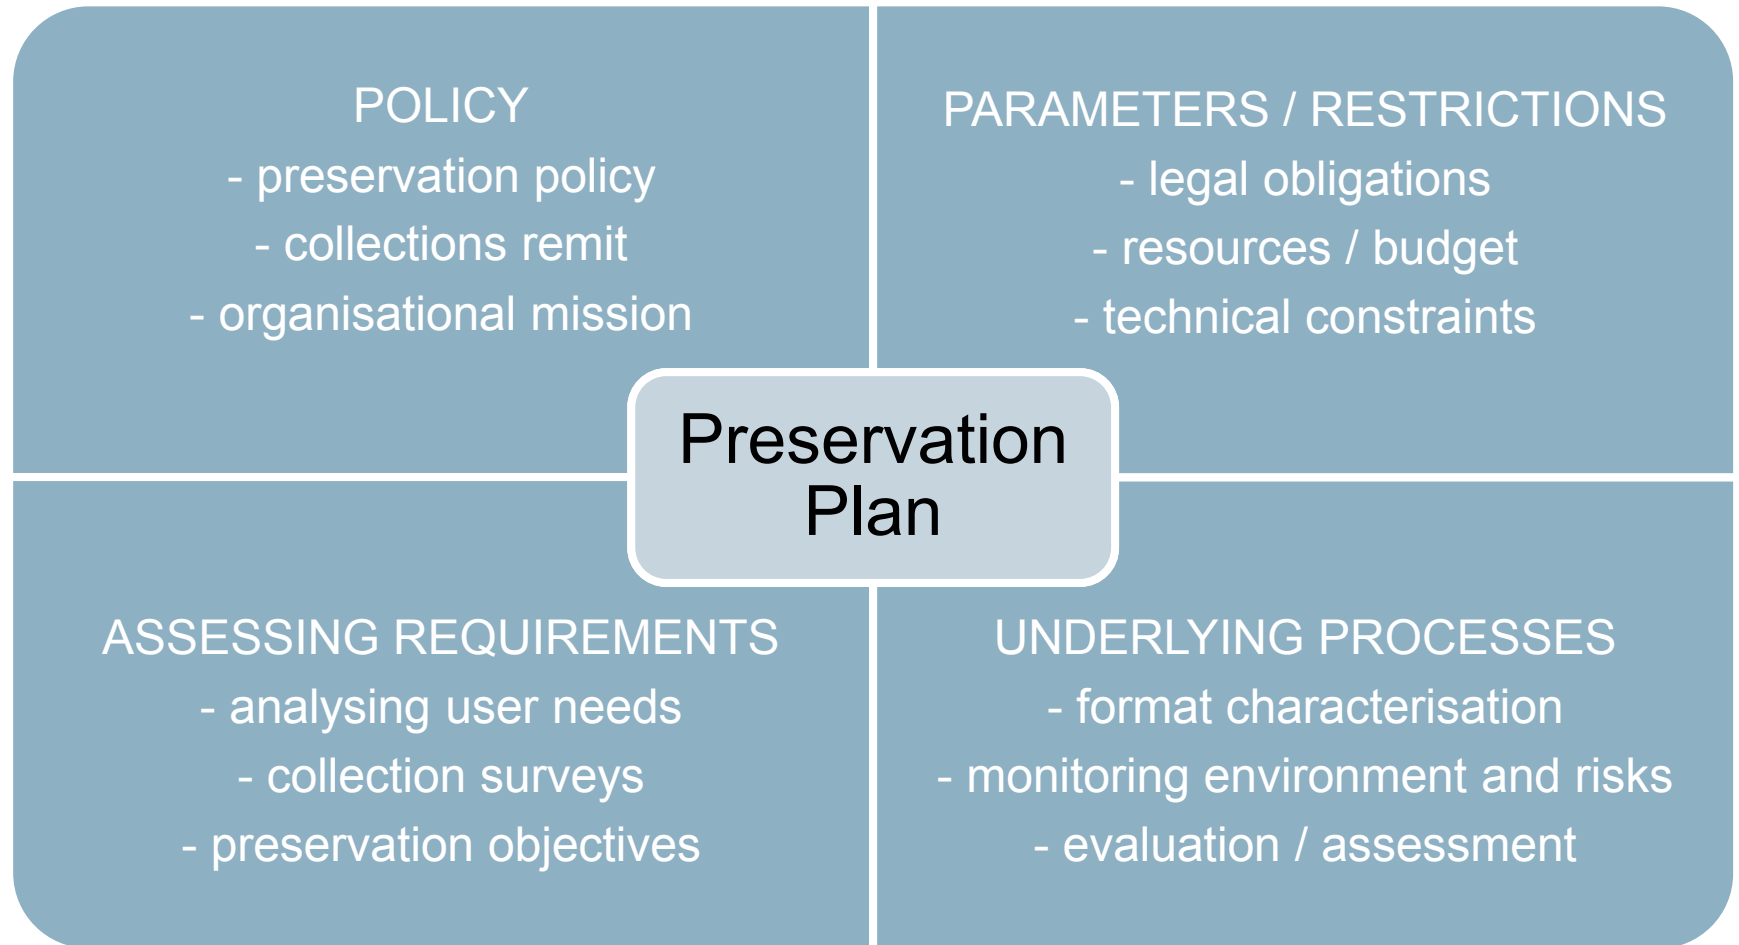 POLICY
- preservation policy
- collections remit
- organisational mission
PARAMETERS / RESTRICTIONS
- legal obligations
- resources / budget
- technical constraints
Preservation
Plan
ASSESSING REQUIREMENTS
- analysing user needs
- collection surveys
- preservation objectives
UNDERLYING PROCESSES
- format characterisation
- monitoring environment and risks
- evaluation / assessment